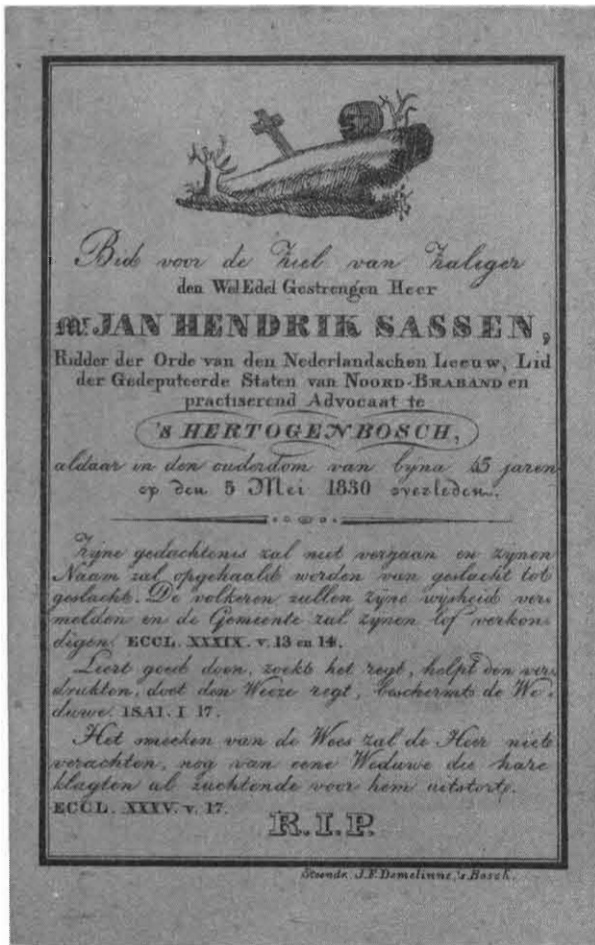 Bid voor de Ziel van Zaliger
den Wel Edel Gestrengen Heer
Mr. JAN HENDRIK SASSEN,
Ridder der Orde van den Nederlandschen Leeuw, Lid
der Gedeputeerde Staten van NOORD-BRABAND en
practiserend Advocaat te
's HERTOGENBOSCH,
aldaar in den ouderdom van byna 45 jaren
op den 5 Mei 1830 overleden.
Zijne gedachtenis zal niet vergaan en zynen
Naam zal opgehaald worden van geslacht tot
geslacht. De volkeren zullen zijne wysheid ver-
melden en de Gemeente zal zynen lof verkon-
digen. ECCL. XXXIX. v. 13 en 14.
Leert goed doen, zoekt het regt, helpt den ver-
drukten, doet den Weeze regt, beschermt de We-
duwe. ISAI. I 17.
Het smeeken van de Wees zal de Heer niet
verachten, nog van eene Weduwe die hare
klagten al zuchtende voor hem uitstort.
ECCL. XXXV. v. 17.
R.I.P.
Steendr. J.F. Demelinne, 's Bosch.